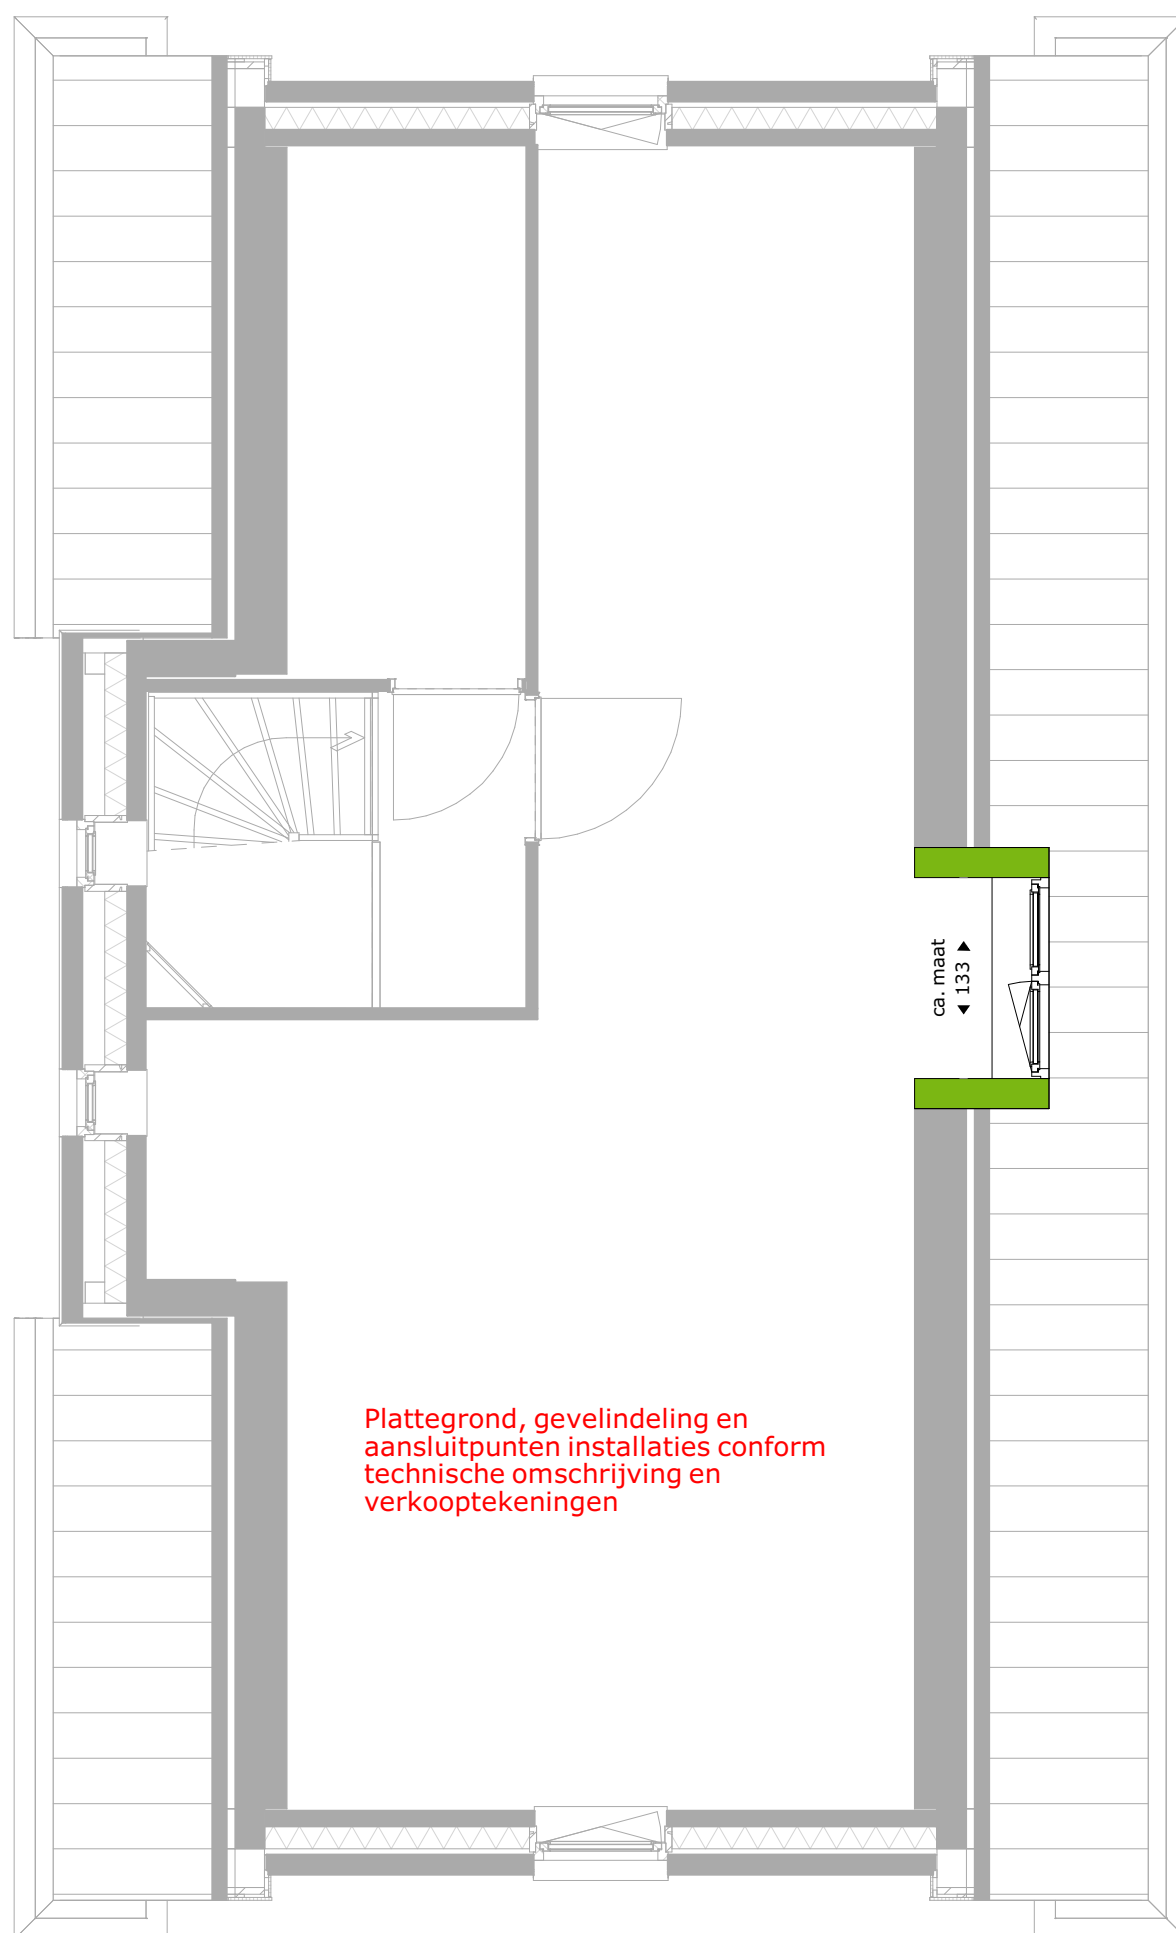 ca. maat
◄ 133 ►
Plattegrond, gevelindeling en
aansluitpunten installaties conform
technische omschrijving en
verkooptekeningen